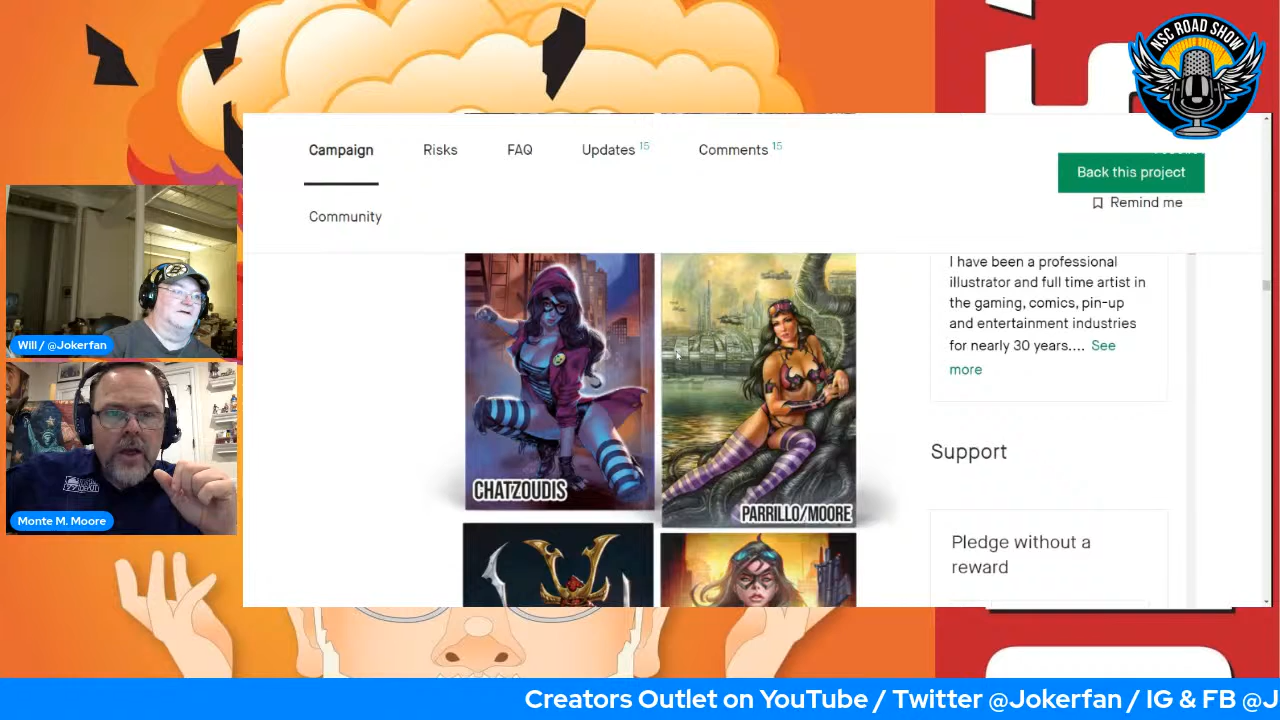 NSC ROAD SHOW
Campaign
Risks
FAQ
Updates 15
Comments 15
Community
Back this project
Remind me
I have been a professional
illustrator and full time artist in
the gaming, comics, pin-up
and entertainment industries
for nearly 30 years.... See
more
Support
Pledge without a
reward
CHATZOUDIS
PARRILLO/MOORE
Will / @Jokerfan
Monte M. Moore
Creators Outlet on YouTube / Twitter @Jokerfan / IG & FB @J